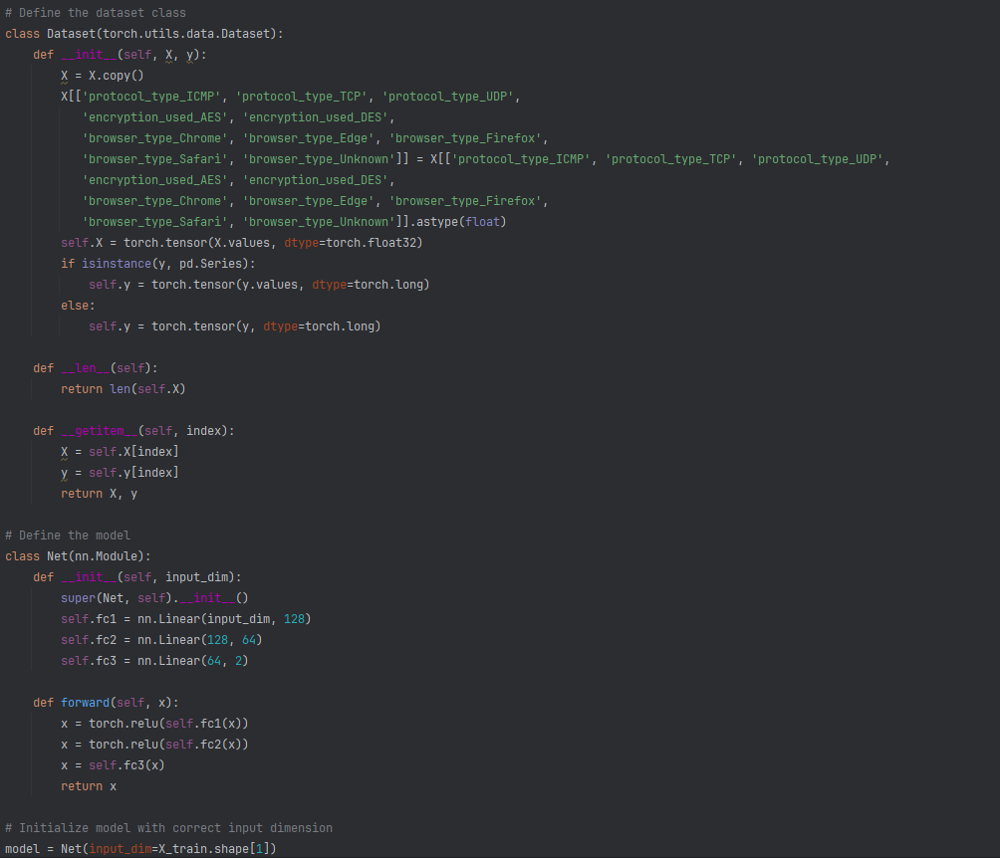 # Define the dataset class
class Dataset(torch.utils.data.Dataset):
    def __init__(self, X, y):
        X = X.copy()
        X[['protocol_type_ICMP', 'protocol_type_TCP', 'protocol_type_UDP',
           'encryption_used_AES', 'encryption_used_DES',
           'browser_type_Chrome', 'browser_type_Edge', 'browser_type_Firefox',
           'browser_type_Safari', 'browser_type_Unknown']] = X[['protocol_type_ICMP', 'protocol_type_TCP', 'protocol_type_UDP',
           'encryption_used_AES', 'encryption_used_DES',
           'browser_type_Chrome', 'browser_type_Edge', 'browser_type_Firefox',
           'browser_type_Safari', 'browser_type_Unknown']].astype(float)
        self.X = torch.tensor(X.values, dtype=torch.float32)
        if isinstance(y, pd.Series):
            self.y = torch.tensor(y.values, dtype=torch.long)
        else:
            self.y = torch.tensor(y, dtype=torch.long)

    def __len__(self):
        return len(self.X)

    def __getitem__(self, index):
        X = self.X[index]
        y = self.y[index]
        return X, y

# Define the model
class Net(nn.Module):
    def __init__(self, input_dim):
        super(Net, self).__init__()
        self.fc1 = nn.Linear(input_dim, 128)
        self.fc2 = nn.Linear(128, 64)
        self.fc3 = nn.Linear(64, 2)

    def forward(self, x):
        x = torch.relu(self.fc1(x))
        x = torch.relu(self.fc2(x))
        x = self.fc3(x)
        return x

# Initialize model with correct input dimension
model = Net(input_dim=X_train.shape[1])